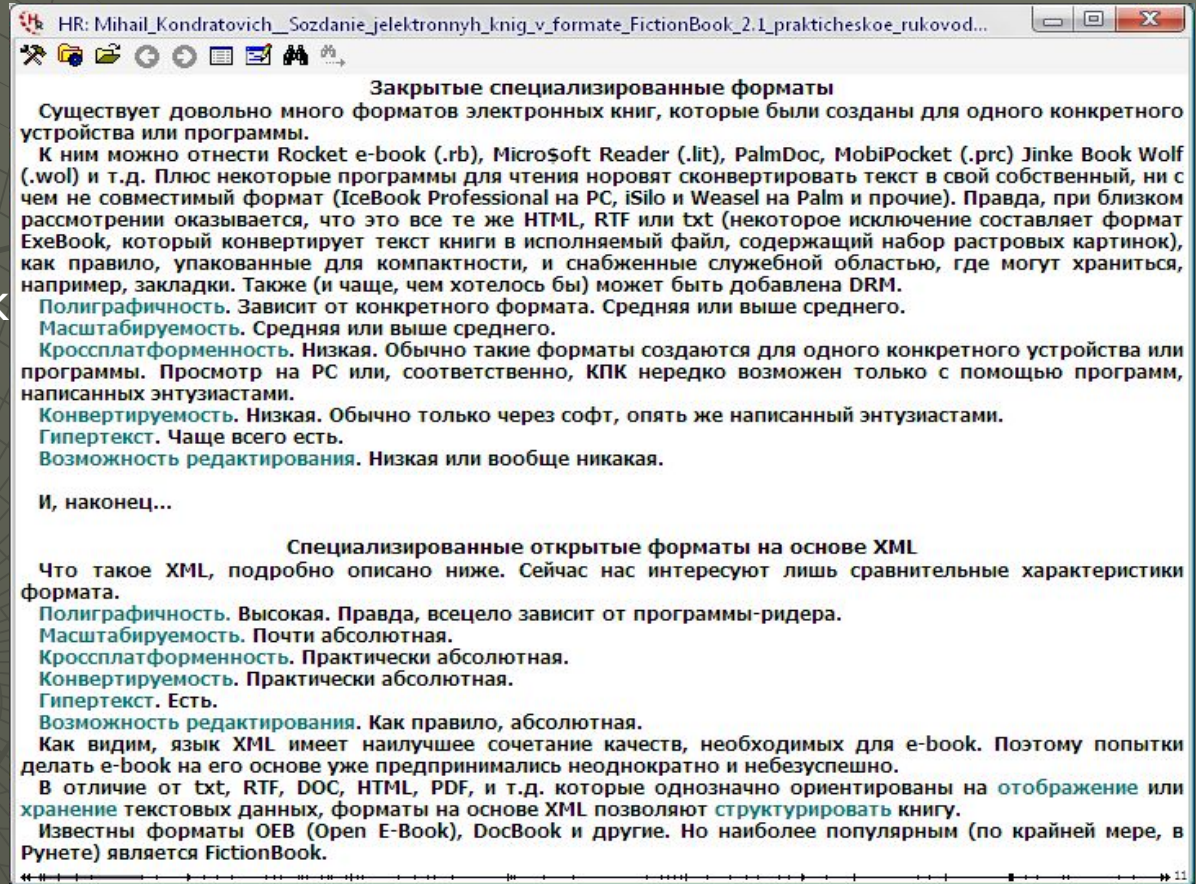 HR: Mihail_Kondratovich__Sozdanie_jelektronnyh_knig_v_formate_FictionBook_2.1_prakticheskoe_rukovod...
Закрытые специализированные форматы
Существует довольно много форматов электронных книг, которые были созданы для одного конкретного
устройства или программы.
К ним можно отнести Rocket e-book (.rb), Micro$oft Reader (.lit), PalmDoc, MobiPocket (.prc) Jinke Book Wolf
(.wol) и т.д. Плюс некоторые программы для чтения норовят сконвертировать текст в свой собственный, ни с
чем не совместимый формат (IceBook Professional на PC, iSilo и Weasel на Palm и прочие). Правда, при близком
рассмотрении оказывается, что это все те же HTML, RTF или txt (некоторое исключение составляет формат
ExeBook, который конвертирует текст книги в исполняемый файл, содержащий набор растровых картинок),
как правило, упакованные для компактности, и снабженные служебной областью, где могут храниться,
например, закладки. Также (и чаще, чем хотелось бы) может быть добавлена DRM.
к
Полиграфичность. Зависит от конкретного формата. Средняя или выше среднего.
Масштабируемость. Средняя или выше среднего.
Кроссплатформенность. Низкая. Обычно такие форматы создаются для одного конкретного устройства или
программы. Просмотр на PC или, соответственно, КПК нередко возможен только с помощью программ,
написанных энтузиастами.
Конвертируемость. Низкая. Обычно только через софт, опять же написанный энтузиастами.
Гипертекст. Чаще всего есть.
Возможность редактирования. Низкая или вообще никакая.
И, наконец...
Специализированные открытые форматы на основе XML
Что такое XML, подробно описано ниже. Сейчас нас интересуют лишь сравнительные характеристики
формата.
Полиграфичность. Высокая. Правда, всецело зависит от программы-ридера.
Масштабируемость. Почти абсолютная.
Кроссплатформенность. Практически абсолютная.
Конвертируемость. Практически абсолютная.
Гипертекст. Есть.
Возможность редактирования. Как правило, абсолютная.
Как видим, язык XML имеет наилучшее сочетание качеств, необходимых для e-book. Поэтому попытки
делать e-book на его основе уже предпринимались неоднократно и небезуспешно.
В отличие от txt, RTF, DOC, HTML, PDF, и т.д. которые однозначно ориентированы на отображение или
хранение текстовых данных, форматы на основе XML позволяют структурировать книгу.
Известны форматы OEB (Open E-Book), DocBook и другие. Но наиболее популярным (по крайней мере, в
Рунете) является FictionBook.
11